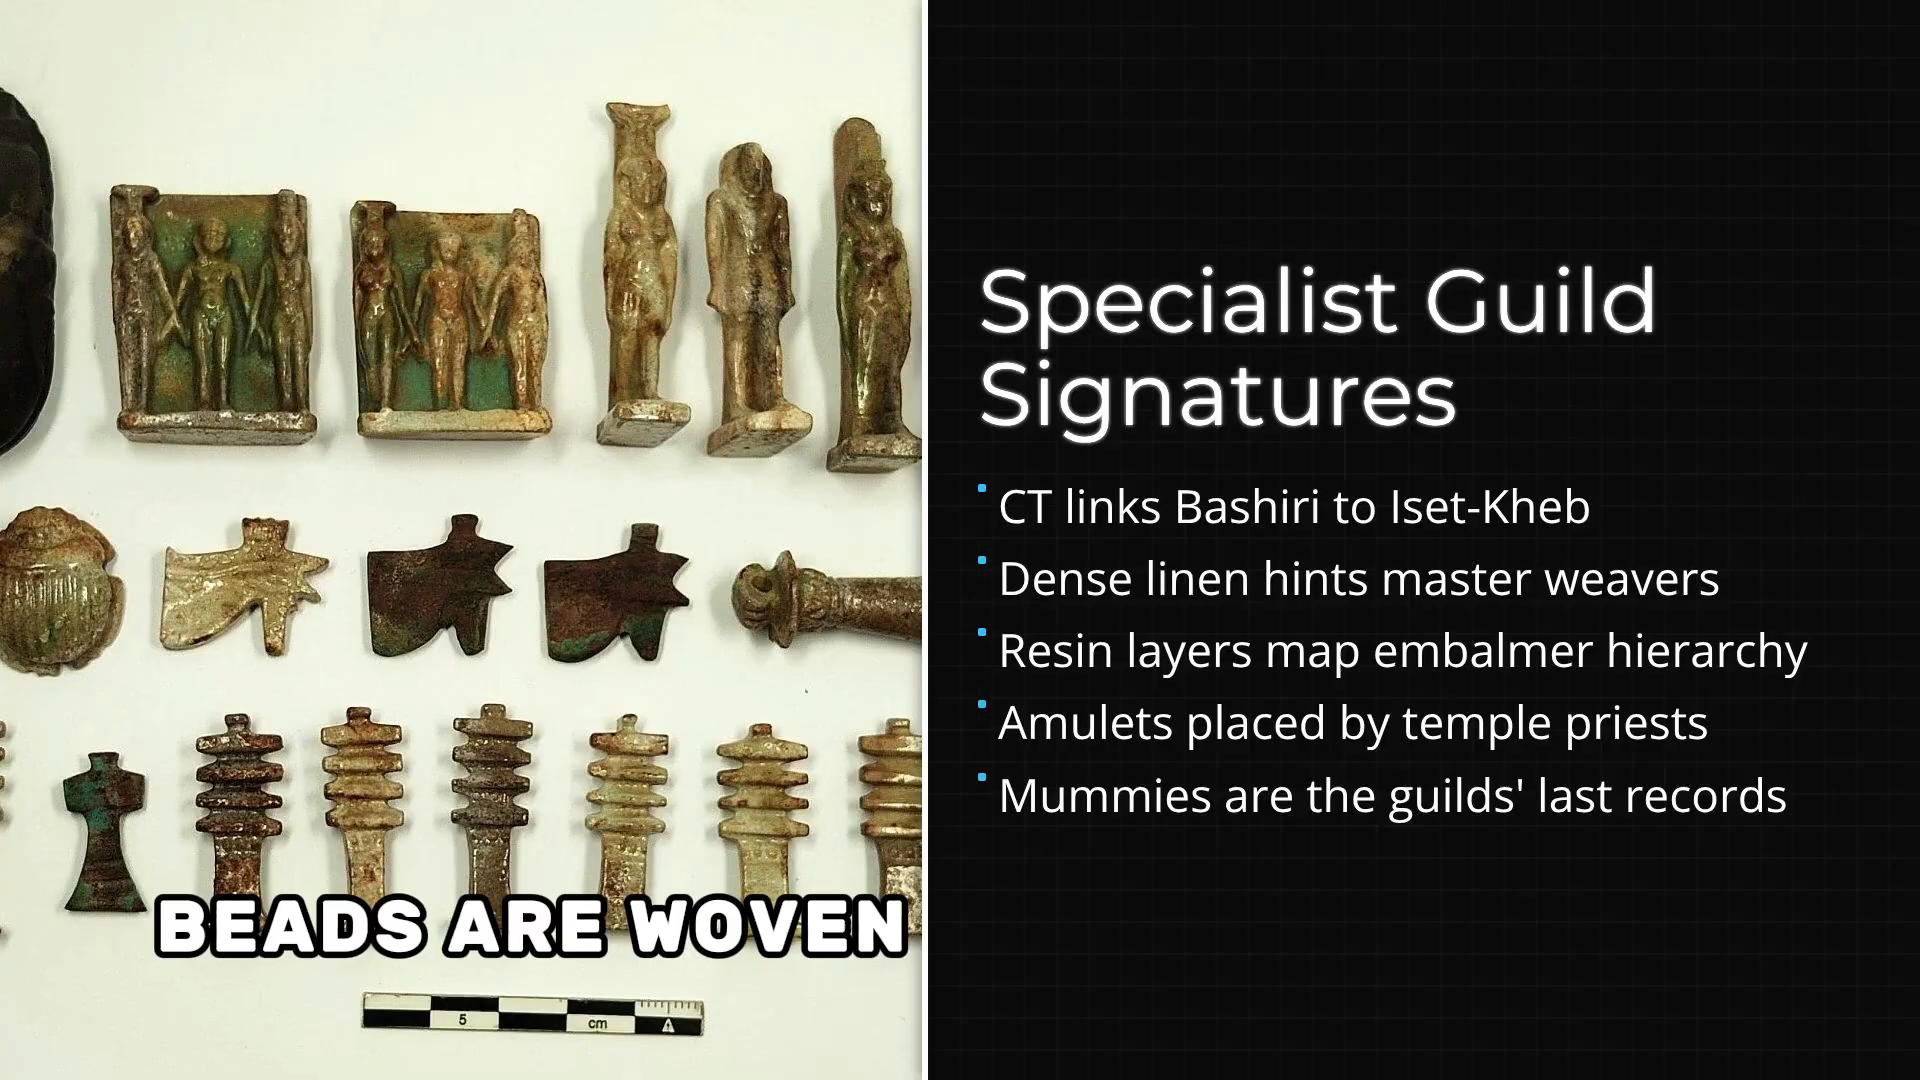 BEADS ARE WOVEN
5 cm
Specialist Guild
Signatures
CT links Bashiri to Iset-Kheb
Dense linen hints master weavers
Resin layers map embalmer hierarchy
Amulets placed by temple priests
Mummies are the guilds' last records